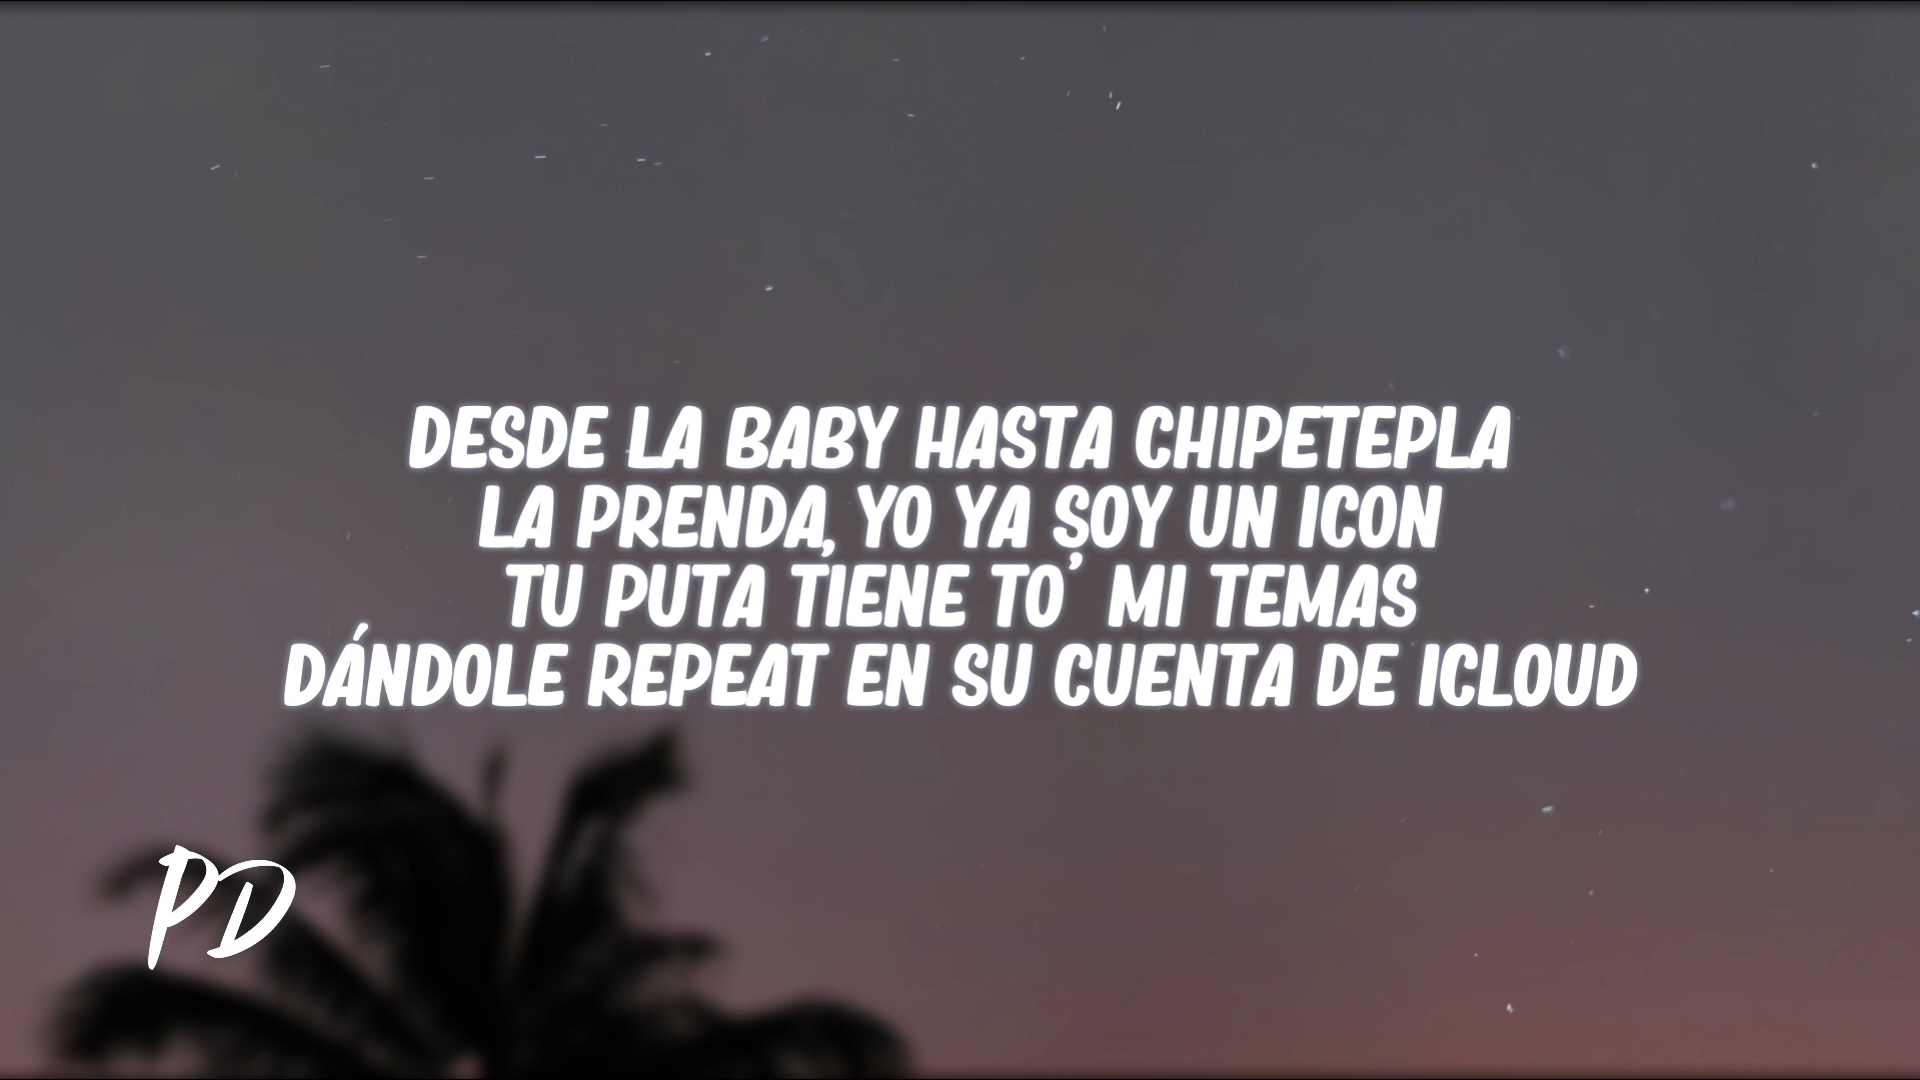 DESDE LA BABY HASTA CHIPETEPLA
LA PRENDA, YO YA SOY UN ICON
TU PUTA TIENE TO' MI TEMAS
DÁNDOLE REPEAT EN SU CUENTA DE ICLOUD
PD